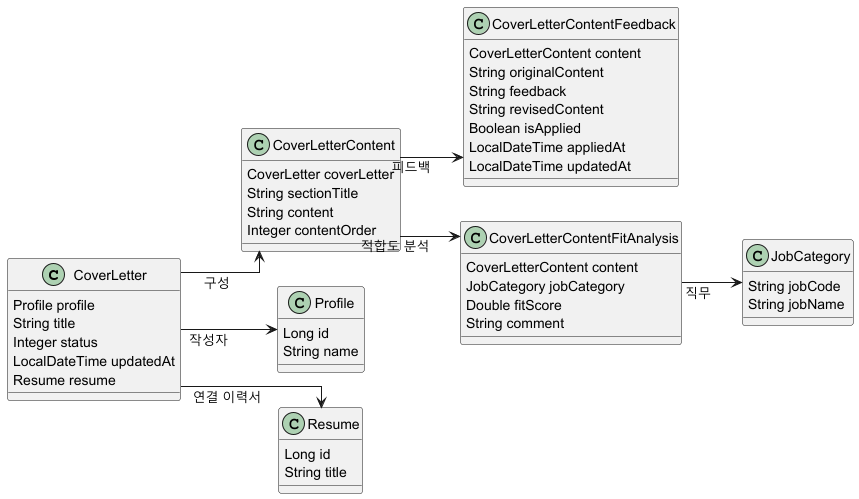 C CoverLetterContentFeedback
CoverLetterContent content
String originalContent
String feedback
String revisedContent
Boolean isApplied
LocalDateTime appliedAt
LocalDateTime updatedAt
C CoverLetterContent
CoverLetter coverLetter
String sectionTitle
String content
Integer contentOrder
피드백
적합도 분석
C CoverLetterContentFitAnalysis
CoverLetterContent content
JobCategory jobCategory
Double fitScore
String comment
C JobCategory
String jobCode
String jobName
직무
C CoverLetter
Profile profile
String title
Integer status
LocalDateTime updatedAt
Resume resume
구성
작성자
연결 이력서
C Profile
Long id
String name
C Resume
Long id
String title